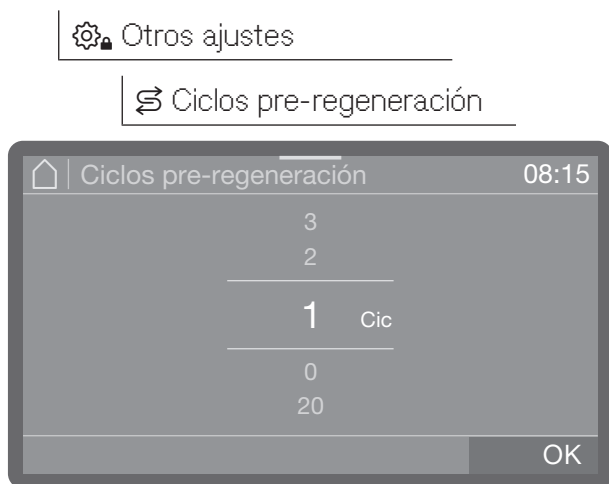 Otros ajustes
Ciclos pre-regeneración
Ciclos pre-regeneración 08:15
3
2
1 Cic
0
20
OK